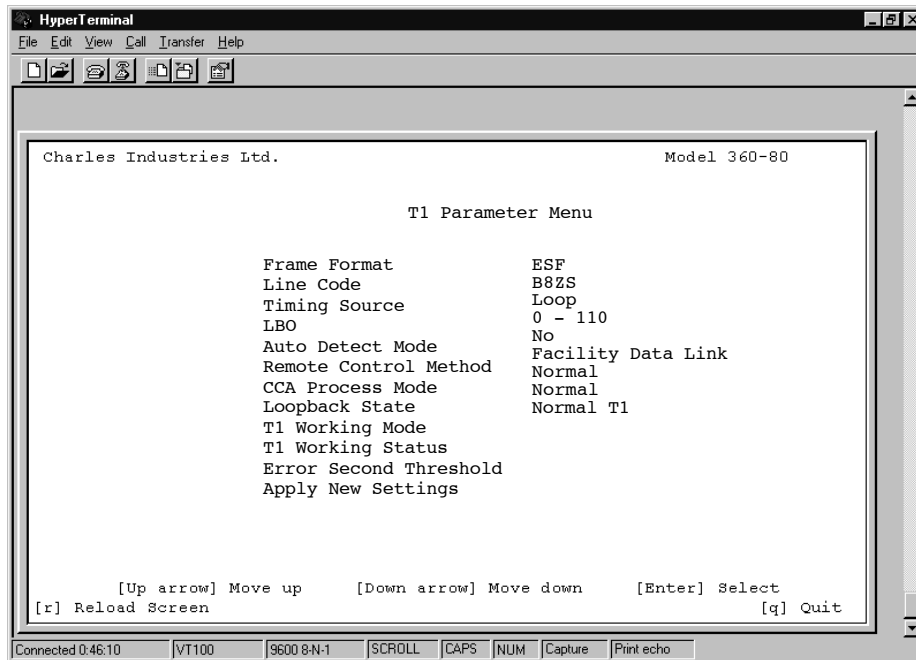 HyperTerminal
File Edit View Call Transfer Help
Charles Industries Ltd. Model 360-80
T1 Parameter Menu
Frame Format ESF
Line Code B8ZS
Timing Source Loop
LBO 0 - 110
Auto Detect Mode No
Remote Control Method Facility Data Link
CCA Process Mode Normal
Loopback State Normal
T1 Working Mode Normal T1
T1 Working Status
Error Second Threshold
Apply New Settings
[Up arrow] Move up [Down arrow] Move down [Enter] Select
[r] Reload Screen [q] Quit
Connected 0:46:10 VT100 9600 8-N-1 SCROLL CAPS NUM Capture Print echo